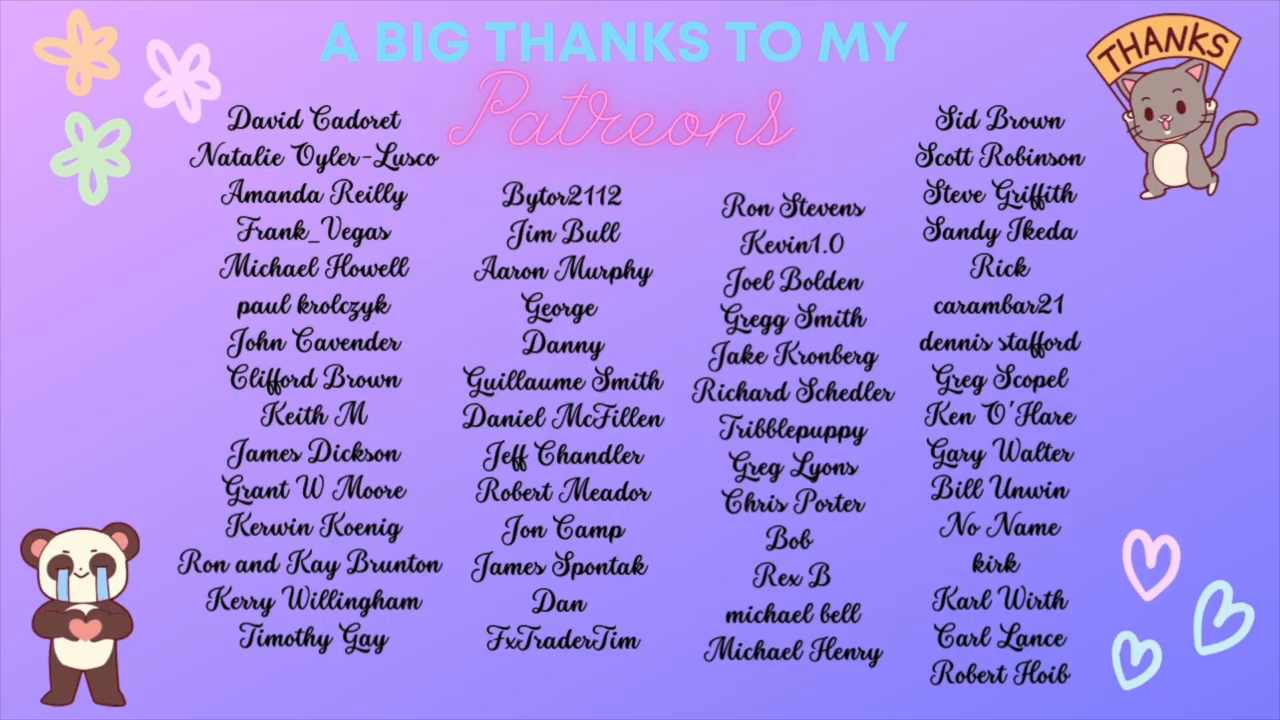 A BIG THANKS TO MY
Patreons
THANKS
David Cadoret
Natalie Oyler-Lusco
Amanda Reilly
Frank_Vegas
Michael Howell
paul krolczyk
John Cavender
Clifford Brown
Keith M
James Dickson
Grant W Moore
Kerwin Koenig
Ron and Kay Brunton
Kerry Willingham
Timothy Gay
Bytor2112
Jim Bull
Aaron Murphy
George
Danny
Guillaume Smith
Daniel McFillen
Jeff Chandler
Robert Meador
Jon Camp
James Spontak
Dan
FxTraderTim
Ron Stevens
Kevin1.0
Joel Bolden
Gregg Smith
Jake Kronberg
Richard Schedler
Tribblepuppy
Greg Lyons
Chris Porter
Bob
Rex B
michael bell
Michael Henry
Sid Brown
Scott Robinson
Steve Griffith
Sandy Ikeda
Rick
carambar21
dennis stafford
Greg Scopel
Ken O'Hare
Gary Walter
Bill Unwin
No Name
kirk
Karl Wirth
Carl Lance
Robert Hoib